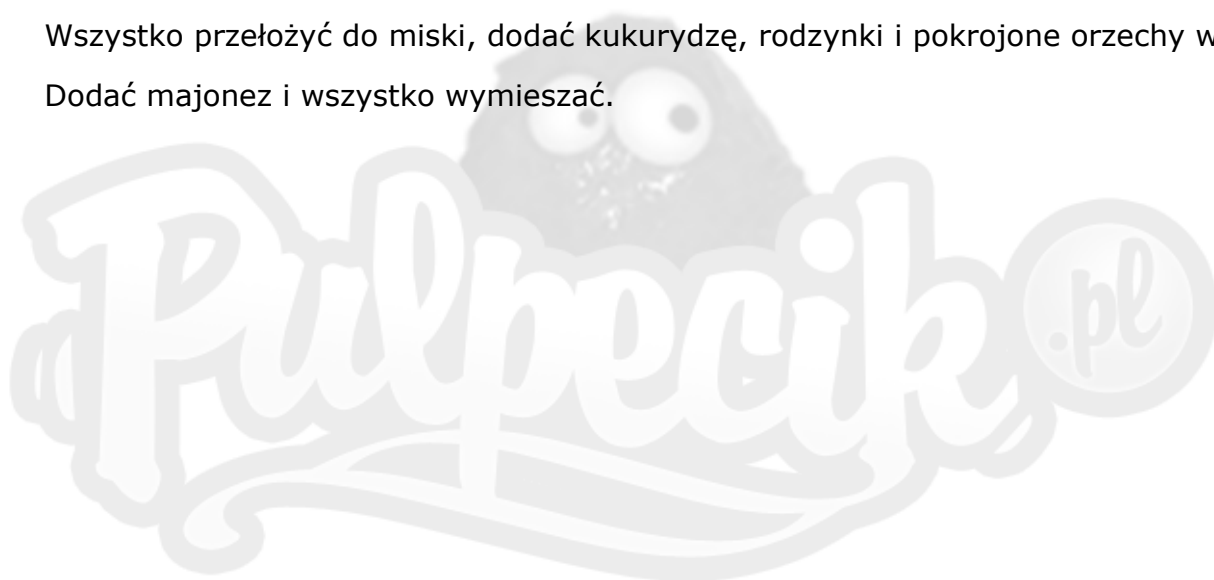 Wszystko przełożyć do miski, dodać kukurydzę, rodzynki i pokrojone orzechy
Dodać majonez i wszystko wymieszać.
Pulpecik.pl